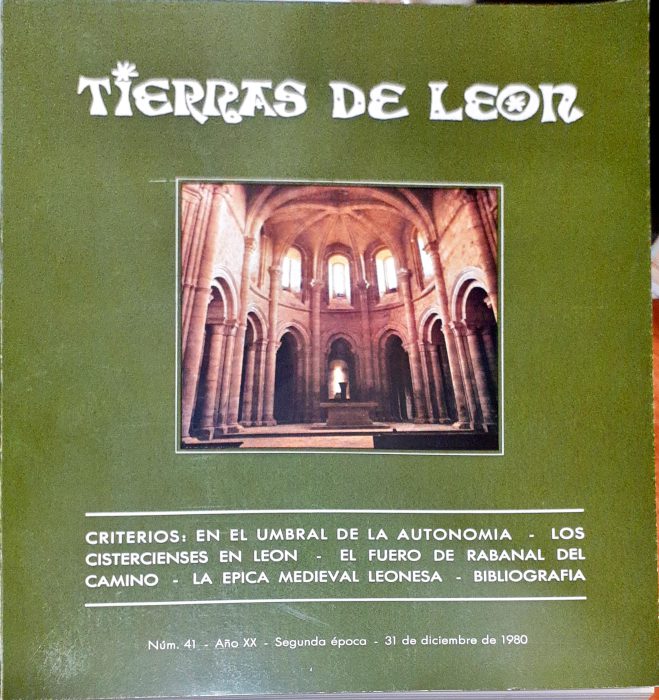 TIERRAS DE LEON
CRITERIOS: EN EL UMBRAL DE LA AUTONOMIA - LOS
CISTERCIENSES EN LEON - EL FUERO DE RABANAL DEL
CAMINO - LA EPICA MEDIEVAL LEONESA - BIBLIOGRAFIA
Núm. 41 - Año XX - Segunda época - 31 de diciembre de 1980